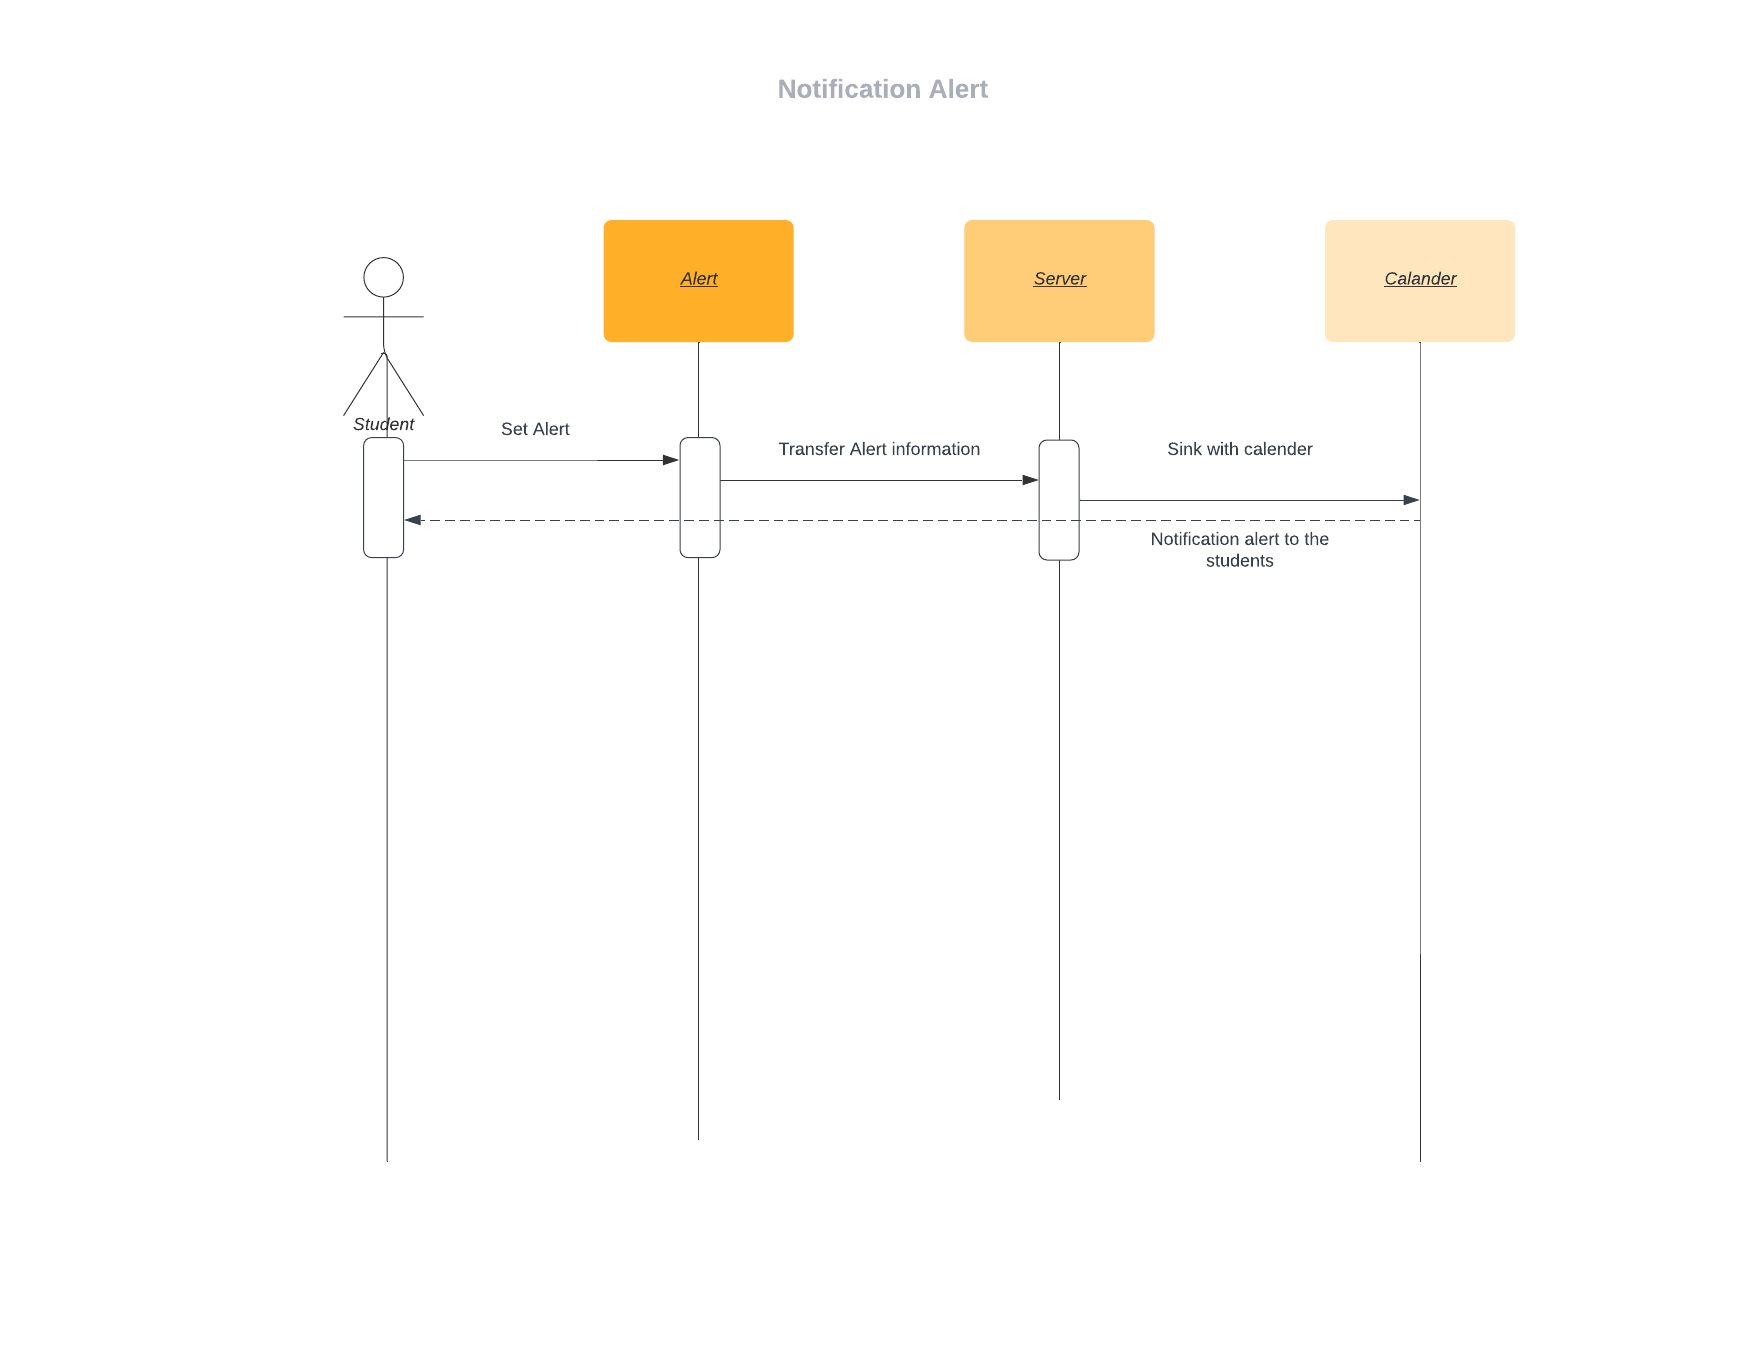 Notification Alert
Alert
Server
Calander
Student
Set Alert
Transfer Alert information
Sink with calender
Notification alert to the
students